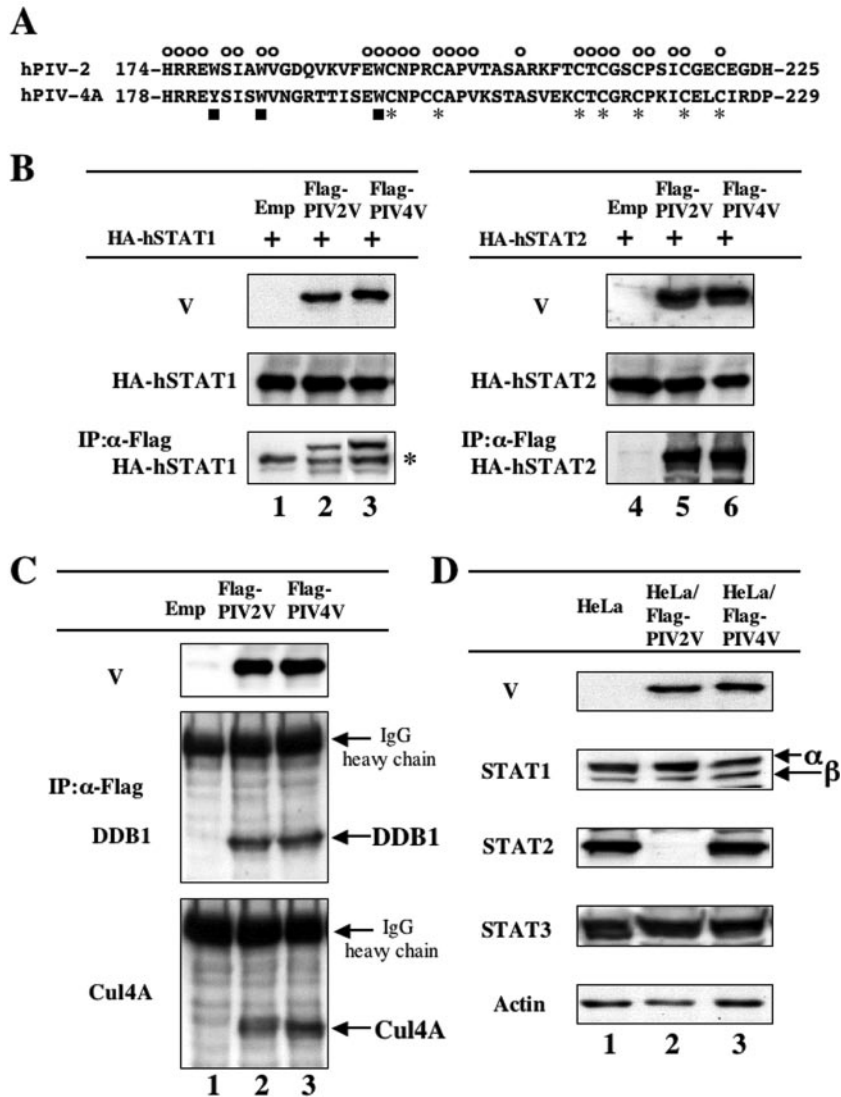 A
oooo oo oo ooooo oooo o oooo oo oo o
hPIV-2 174-HRREWSIAWVGDQVKVFEWCNPRCAPVTASARKFTCTCGSCPSICGECEGDH-225
hPIV-4A 178-HRREYSISWVNGRTTISEWCNPCCAPVKSTASVEKCTCGRCPKICELCIRDP-229
■ ■ ■* * * * * * *
B
Emp Flag-PIV2V Flag-PIV4V
HA-hSTAT1 + + +
V
HA-hSTAT1
IP:α-Flag
HA-hSTAT1 *
1 2 3
Emp Flag-PIV2V Flag-PIV4V
HA-hSTAT2 + + +
V
HA-hSTAT2
IP:α-Flag
HA-hSTAT2
4 5 6
C
Emp Flag-PIV2V Flag-PIV4V
V
IgG
heavy chain
IP:α-Flag
DDB1 DDB1
IgG
heavy chain
Cul4A
Cul4A
1 2 3
D
HeLa HeLa/Flag-PIV2V HeLa/Flag-PIV4V
V
STAT1 α
β
STAT2
STAT3
Actin
1 2 3